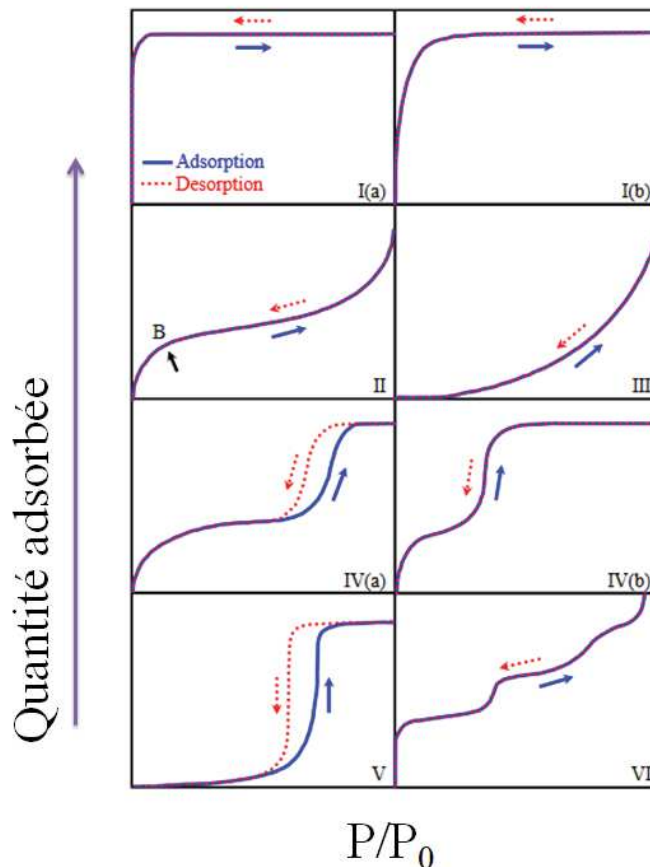 Adsorption
Desorption
I(a)
I(b)
B
II
III
IV(a)
IV(b)
V
VI
Quantité adsorbée
P/P0